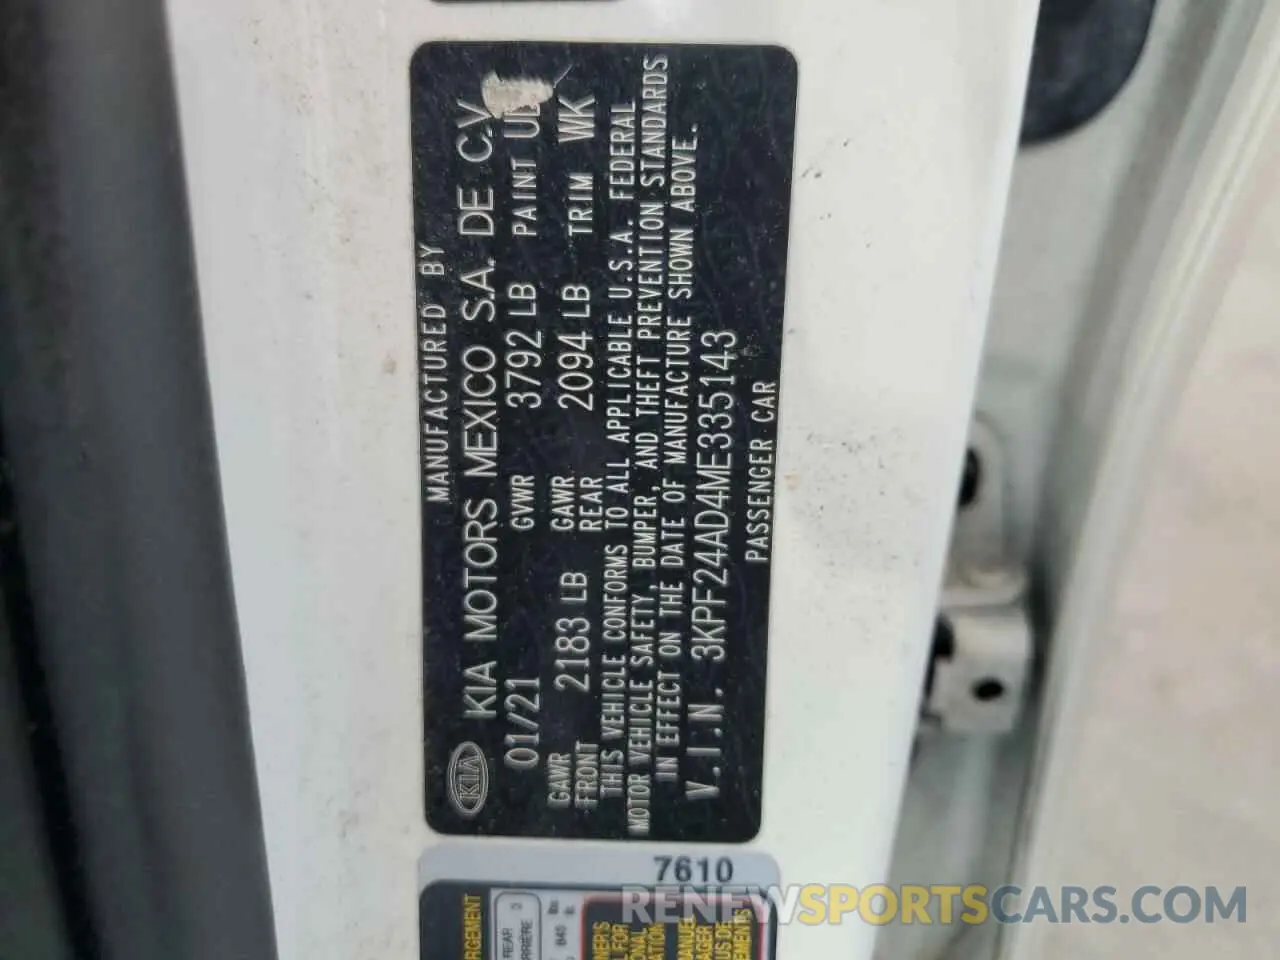 MANUFACTURED BY
KIA KIA MOTORS MEXICO S.A. DE C.V.
01/21 GVWR 3792 LB PAINT
GAWR FRONT 2183 LB GAWR REAR 2094 LB TRIM WK
THIS VEHICLE CONFORMS TO ALL APPLICABLE U.S.A. FEDERAL
MOTOR VEHICLE SAFETY, BUMPER, AND THEFT PREVENTION STANDARDS
IN EFFECT ON THE DATE OF MANUFACTURE SHOWN ABOVE.
V.I.N. 3KPF24AD4ME335143
PASSENGER CAR
7610
REAR
RENEWSPORTSCARS.COM